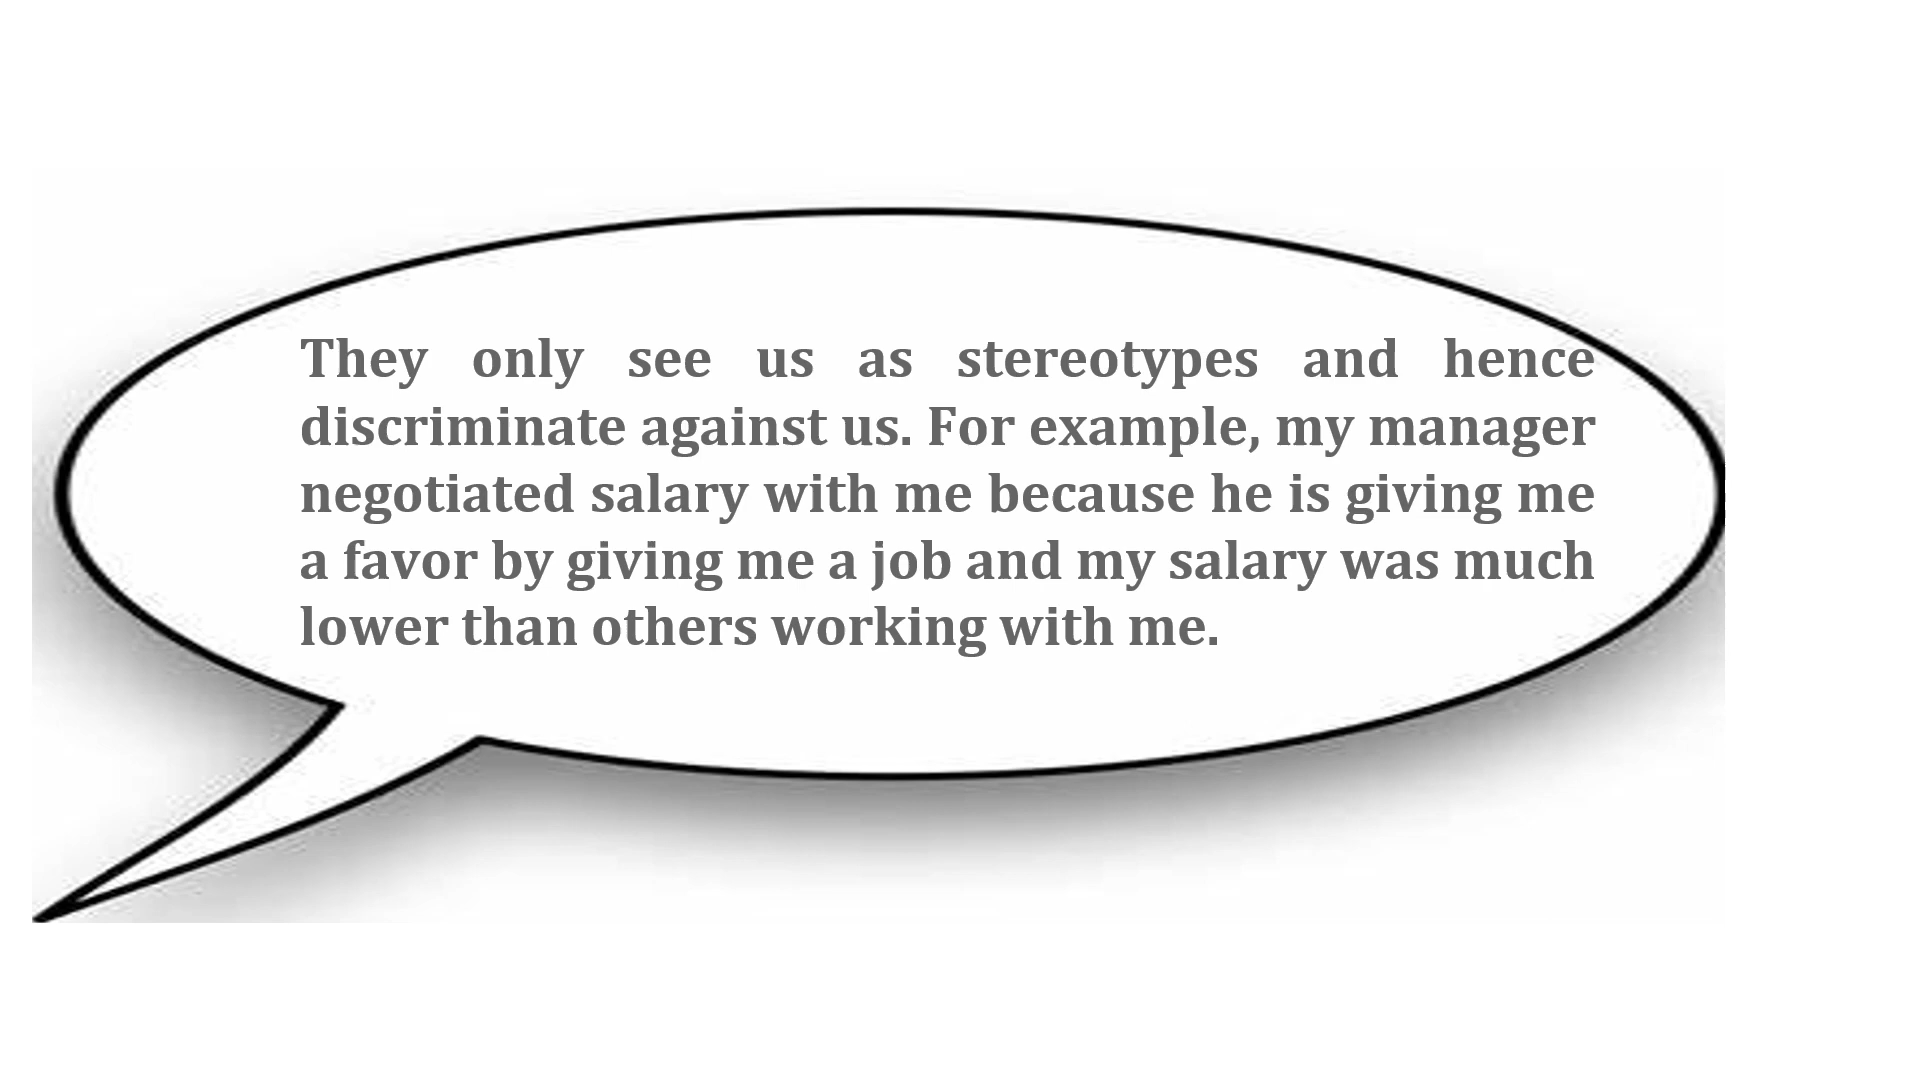 They only see us as stereotypes and hence
discriminate against us. For example, my manager
negotiated salary with me because he is giving me
a favor by giving me a job and my salary was much
lower than others working with me.